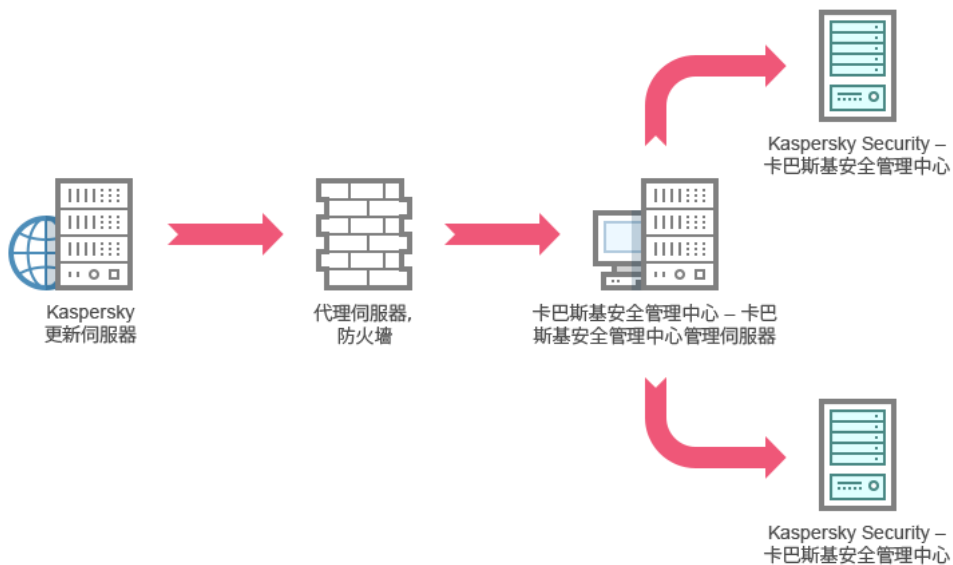 Kaspersky Security –
卡巴斯基安全管理中心
Kaspersky
更新伺服器
代理伺服器,
防火墻
卡巴斯基安全管理中心 – 卡巴
斯基安全管理中心管理伺服器
Kaspersky Security –
卡巴斯基安全管理中心